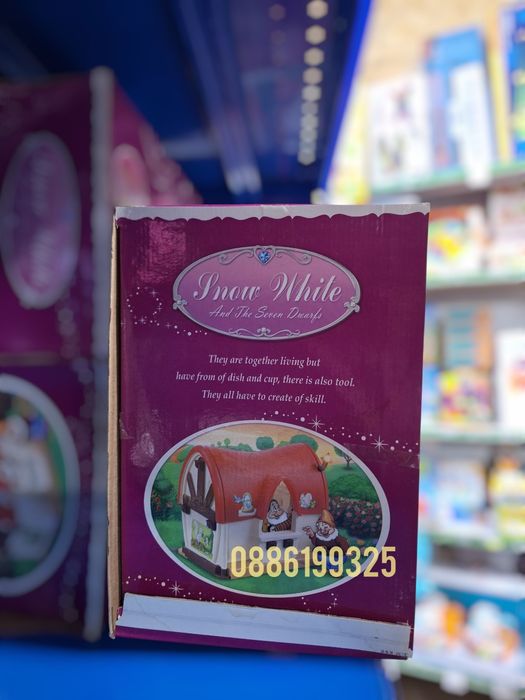 Snow White
And The Seven Dwarfs
They are together living but
have from of dish and cup, there is also tool.
They all have to create of skill.
0886199325